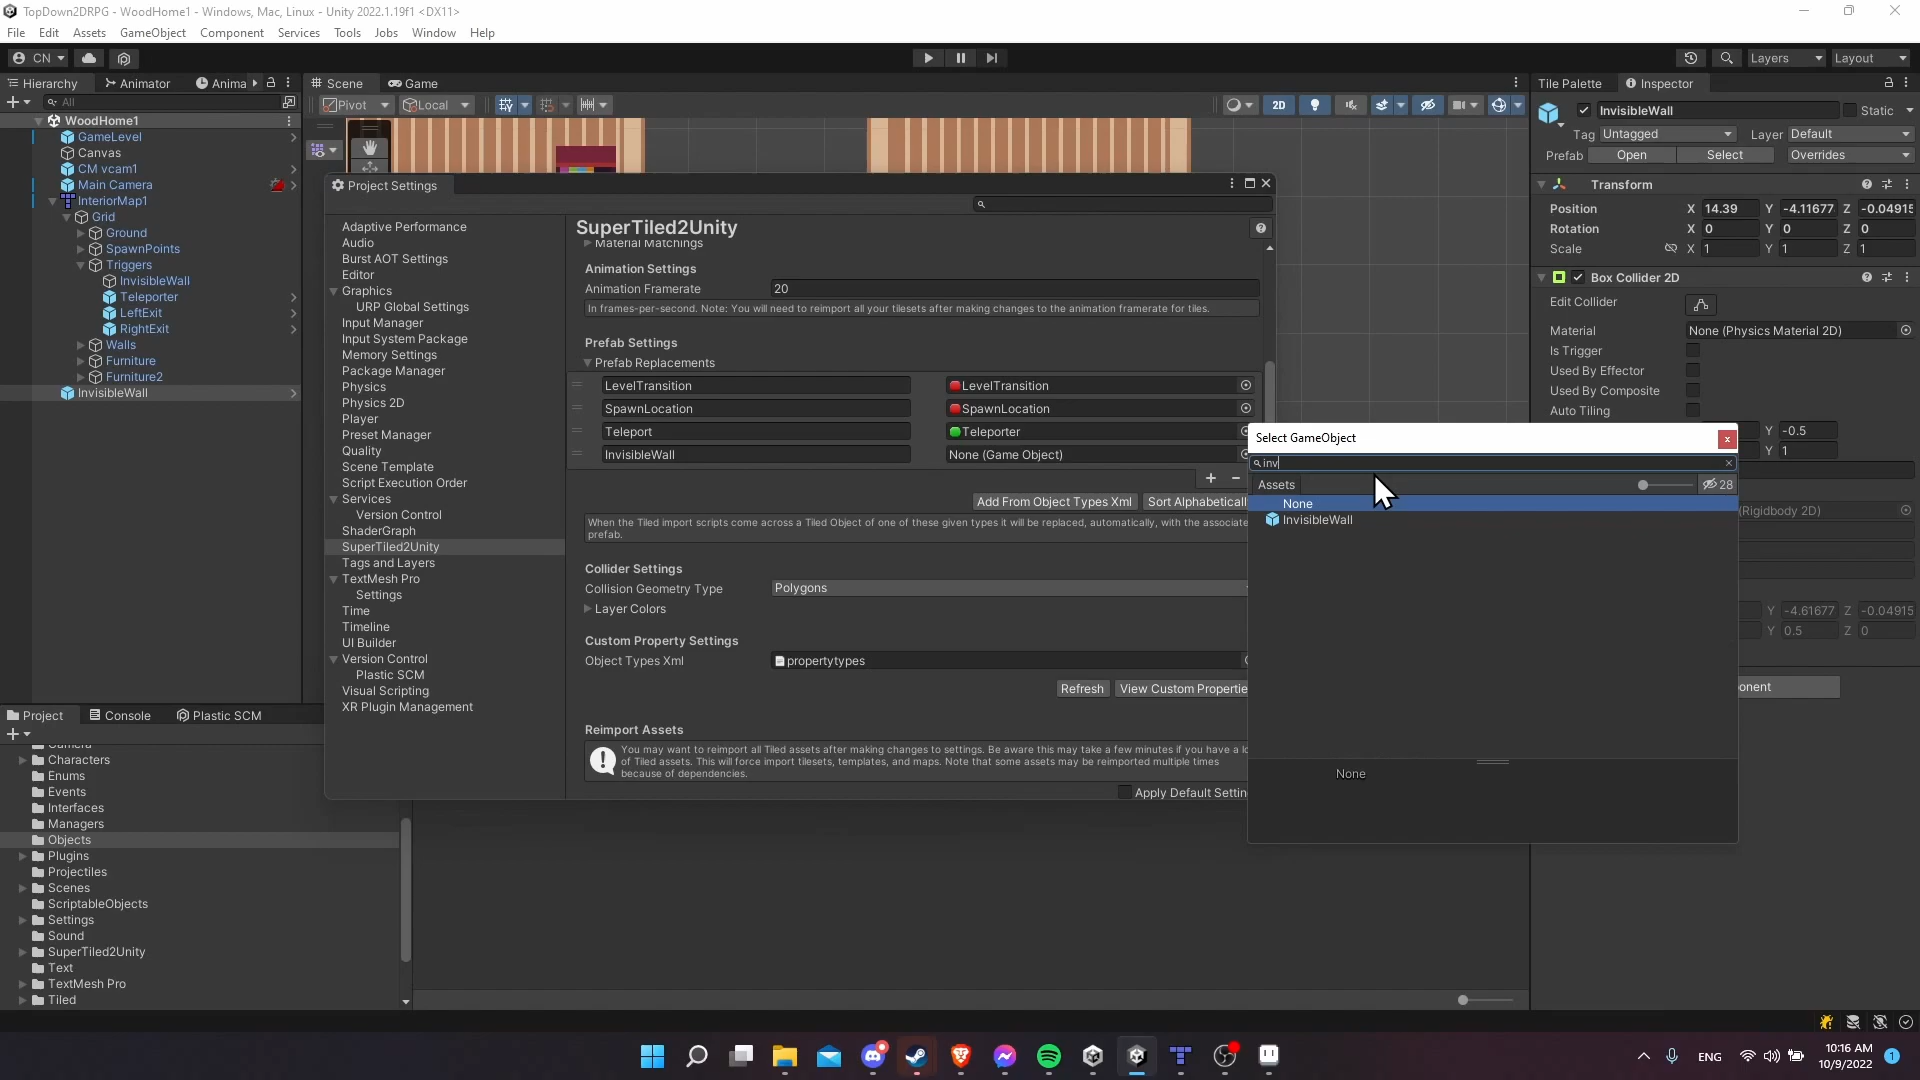 TopDown2DRPG - WoodHome1 - Windows, Mac, Linux - Unity 2022.1.19f1 <DX11>
File Edit Assets GameObject Component Services Tools Jobs Window Help
CN Layers Layout
Hierarchy Animator Anima Scene Game Tile Palette Inspector
All Pivot Local 2D InvisibleWall Static
WoodHome1
GameLevel
Canvas
CM vcam1
Main Camera
InteriorMap1
Grid
Ground
SpawnPoints
Triggers
InvisibleWall
Teleporter
LeftExit
RightExit
Walls
Furniture
Furniture2
InvisibleWall
Project Settings
Adaptive Performance
Audio
Burst AOT Settings
Editor
Graphics
URP Global Settings
Input Manager
Input System Package
Memory Settings
Package Manager
Physics
Physics 2D
Player
Preset Manager
Quality
Scene Template
Script Execution Order
Services
Version Control
ShaderGraph
SuperTiled2Unity
Tags and Layers
TextMesh Pro
Settings
Time
Timeline
UI Builder
Version Control
Plastic SCM
Visual Scripting
XR Plugin Management
SuperTiled2Unity
Material Matchings
Animation Settings
Animation Framerate 20
In frames-per-second. Note: You will need to reimport all your tilesets after making changes to the animation framerate for tiles.
Prefab Settings
Prefab Replacements
LevelTransition LevelTransition
SpawnLocation SpawnLocation
Teleport Teleporter
InvisibleWall None (Game Object)
+ -
Add From Object Types Xml Sort Alphabeticall
When the Tiled import scripts come across a Tiled Object of one of these given types it will be replaced, automatically, with the associate
prefab.
Collider Settings
Collision Geometry Type Polygons
Layer Colors
Custom Property Settings
Object Types Xml propertytypes
Refresh View Custom Propertie
Reimport Assets
You may want to reimport all Tiled assets after making changes to settings. Be aware this may take a few minutes if you have a lo
of Tiled assets. This will force import tilesets, templates, and maps. Note that some assets may be reimported multiple times
because of dependencies.
Apply Default Settin
Select GameObject
inv
Assets 28
None
InvisibleWall
None
Tag Untagged Layer Default
Prefab Open Select Overrides
Transform
Position X 14.39 Y -4.11677 Z -0.04915
Rotation X 0 Y 0 Z 0
Scale X 1 Y 1 Z 1
Box Collider 2D
Edit Collider
Material None (Physics Material 2D)
Is Trigger
Used By Effector
Used By Composite
Auto Tiling
Y -0.5
Y 1
(Rigidbody 2D)
Y -4.61677 Z -0.04915
Y 0.5 Z 0
onent
Project Console Plastic SCM
Characters
Enums
Events
Interfaces
Managers
Objects
Plugins
Projectiles
Scenes
ScriptableObjects
Settings
Sound
SuperTiled2Unity
Text
TextMesh Pro
Tiled
ENG 10:16 AM
10/9/2022 1